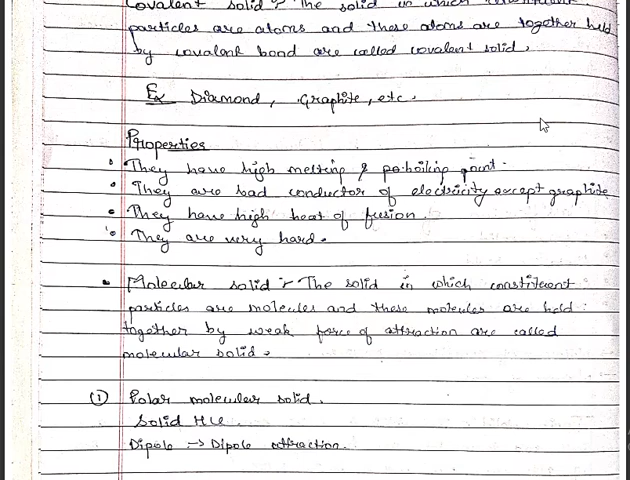 Covalent solid :- The solid in which constituent
particles are atoms and these atoms are together held
by covalent bond are called covalent solid.
Ex Diamond, Graphite, etc.
Properties
• They have high melting & boiling point.
• They are bad conductor of electricity except graphite
• They have high heat of fusion.
• They are very hard.
• Molecular solid :- The solid in which constituent
particles are molecules and these molecules are held
together by weak force of attraction are called
molecular solid.
(1) Polar molecular solid.
Solid HCl
Dipole -> Dipole attraction.